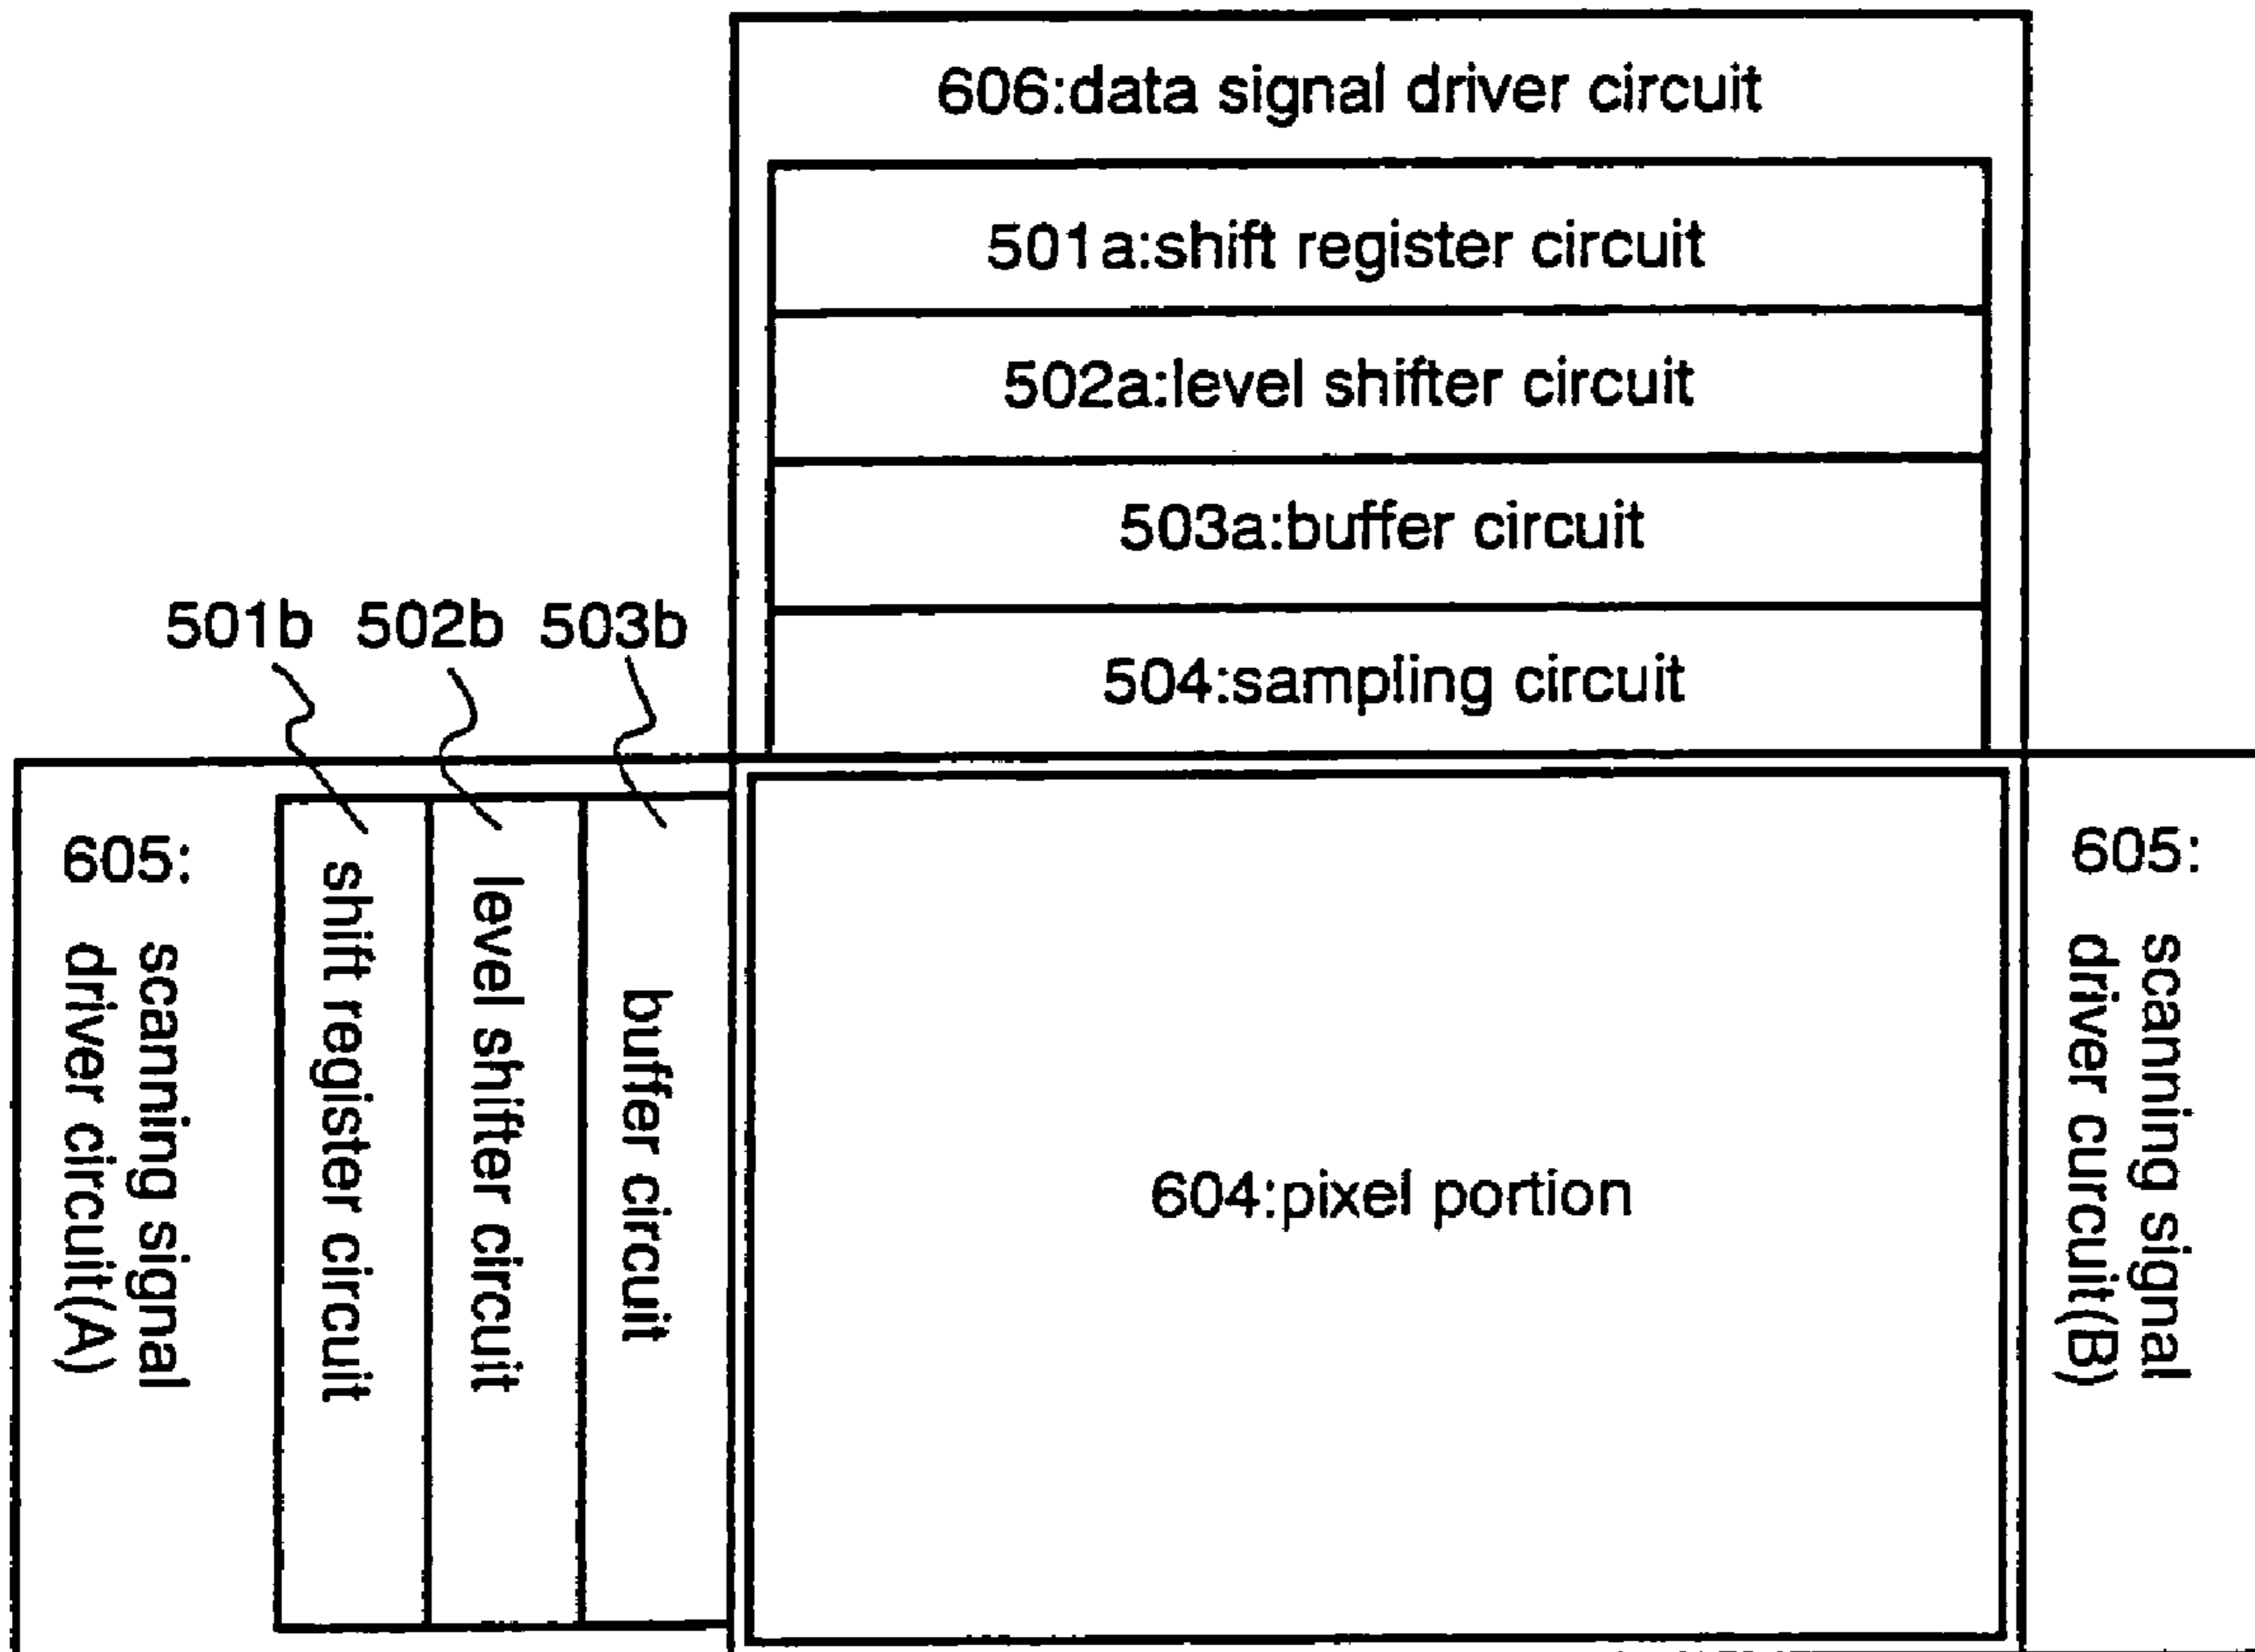 606:data signal driver circuit
501a:shift register circuit
502a:level shifter circuit
503a:buffer circuit
504:sampling circuit
501b 502b 503b
605:
scanning signal
driver circuit(A)
shift register circuit
level shifter circuit
buffer circuit
604:pixel portion
605:
scanning signal
driver curcuit(B)